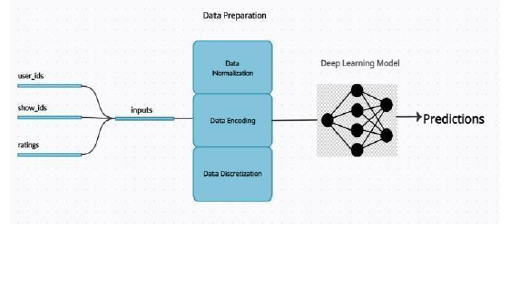 Data Preparation
Data
Normalization
Deep Learning Model
user_ids
show_ids
inputs
Data Encoding
Predictions
ratings
Data Discretization